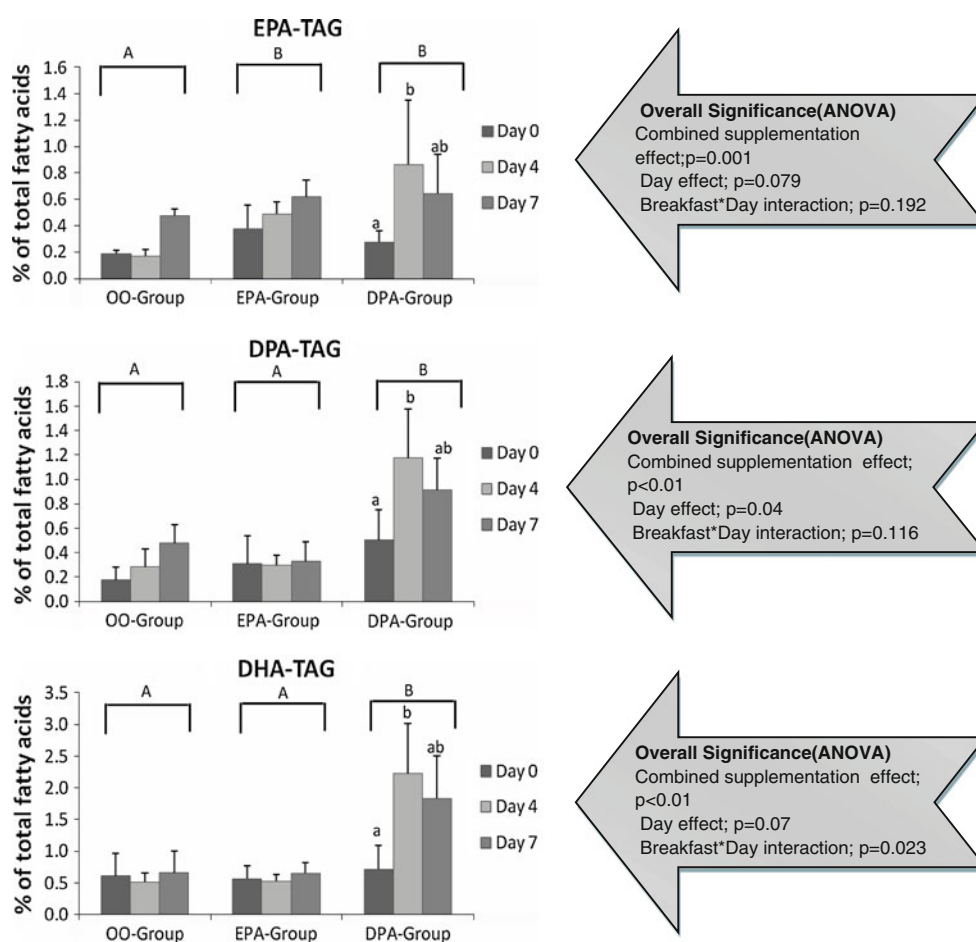 EPA-TAG
A
B
B
% of total fatty acids
1.6
1.4
1.2
1.0
0.8
0.6
0.4
0.2
0.0
a
b
ab
OO-Group
EPA-Group
DPA-Group
Day 0
Day 4
Day 7
Overall Significance(ANOVA)
Combined supplementation
effect;p=0.001
Day effect; p=0.079
Breakfast*Day interaction; p=0.192
DPA-TAG
A
A
B
% of total fatty acids
1.8
1.6
1.4
1.2
1.0
0.8
0.6
0.4
0.2
0.0
a
b
ab
OO-Group
EPA-Group
DPA-Group
Day 0
Day 4
Day 7
Overall Significance(ANOVA)
Combined supplementation effect;
p<0.01
Day effect; p=0.04
Breakfast*Day interaction; p=0.116
DHA-TAG
A
A
B
% of total fatty acids
3.5
3.0
2.5
2.0
1.5
1.0
0.5
0.0
a
b
ab
OO-Group
EPA-Group
DPA-Group
Day 0
Day 4
Day 7
Overall Significance(ANOVA)
Combined supplementation effect;
p<0.01
Day effect; p=0.07
Breakfast*Day interaction; p=0.023